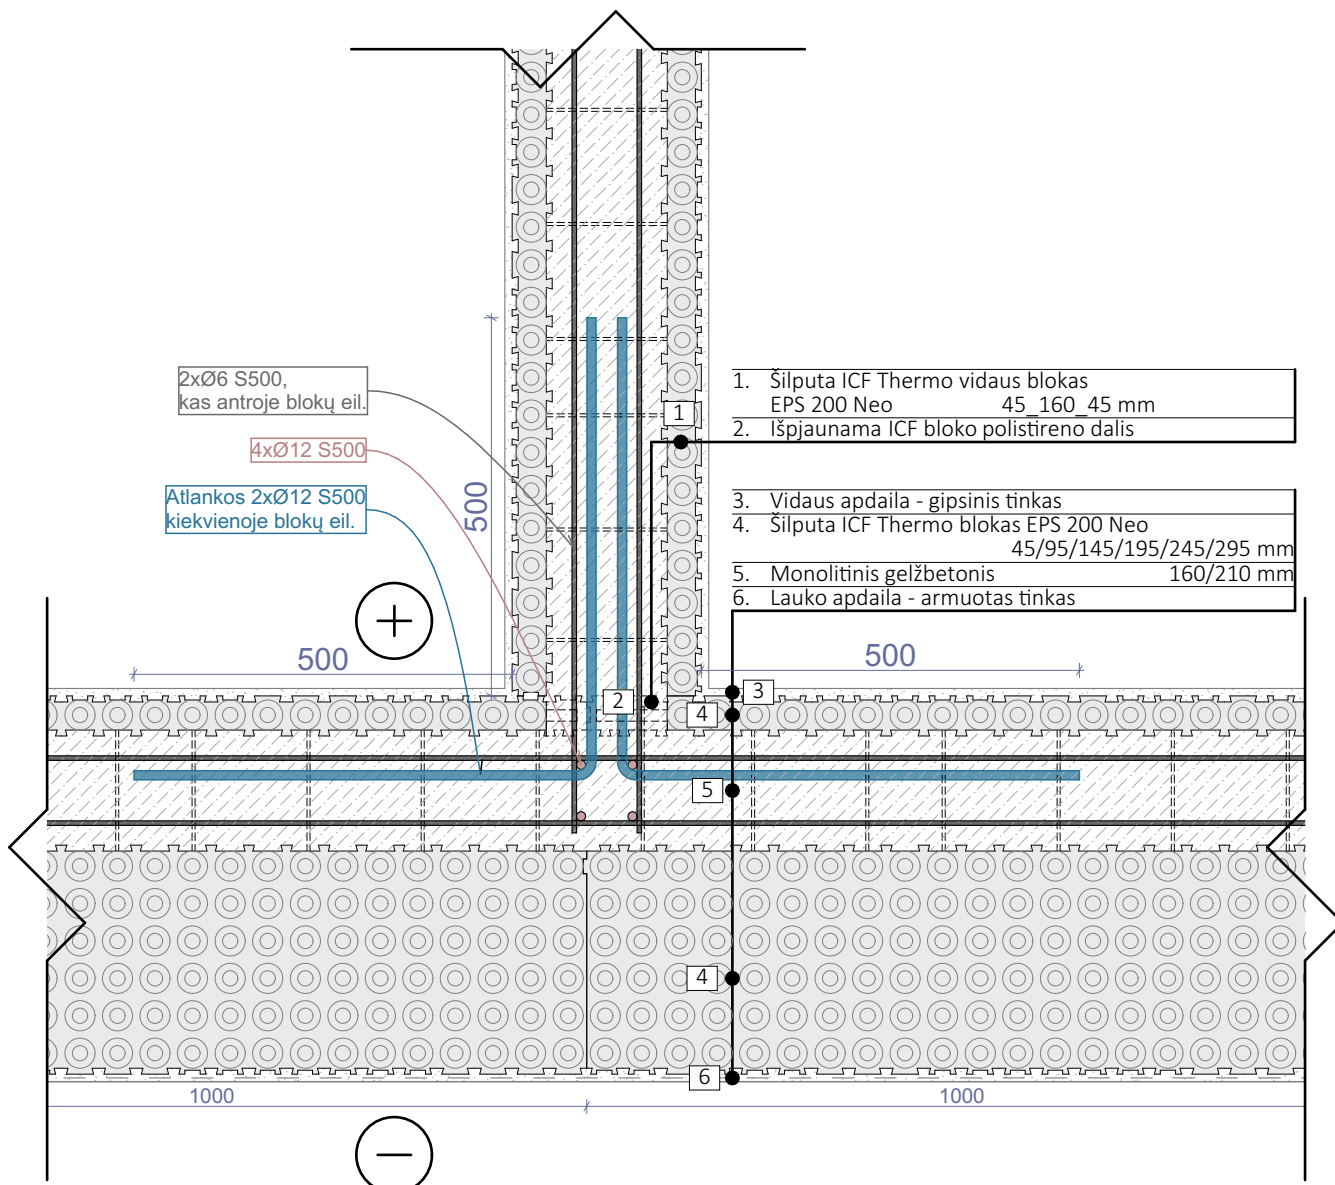 2xØ6 S500,
kas antroje blokų eil.
4xØ12 S500
Atlankos 2xØ12 S500
kiekvienoje blokų eil.
500
1
1. Šilputa ICF Thermo vidaus blokas
EPS 200 Neo 45_160_45 mm
2. Išpjaunama ICF bloko polistireno dalis
3. Vidaus apdaila - gipsinis tinkas
4. Šilputa ICF Thermo blokas EPS 200 Neo
45/95/145/195/245/295 mm
5. Monolitinis gelžbetonis 160/210 mm
6. Lauko apdaila - armuotas tinkas
500
500
2
3
4
5
4
6
1000
1000